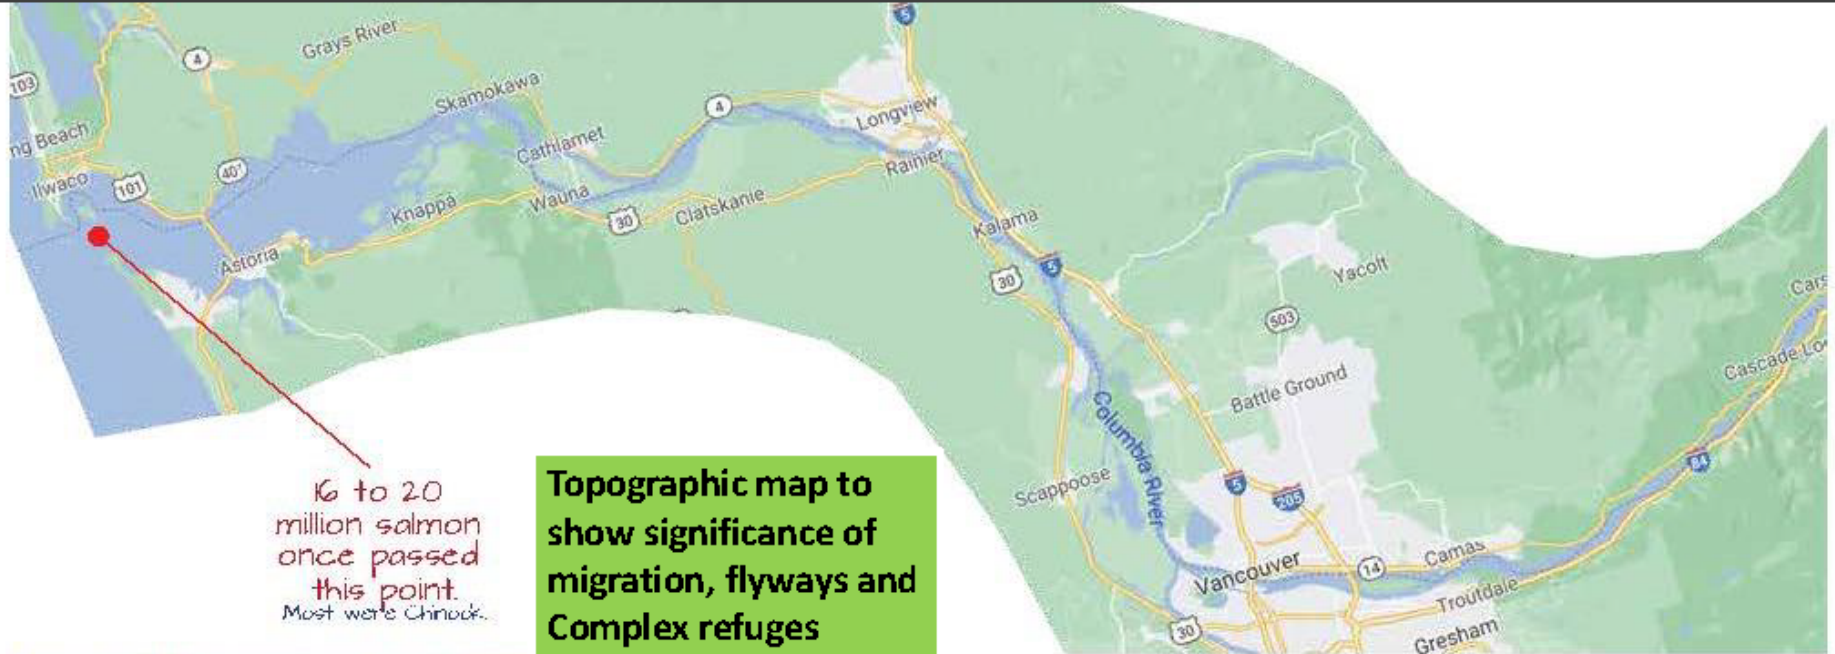 5
Grays River
4
103
Skamokawa
4
Longview
ng Beach
Cathlamet
Ilwaco
101
401
Rainier
Knappa
Wauna
30
Clatskanie
Kalama
Astoria
5
30
Yacolt
Cars
503
Cascade Lo
Battle Ground
Columbia River
84
Scappoose
5
205
16 to 20
million salmon
once passed
this point.
Most were Chinook.
Topographic map to
show significance of
migration, flyways and
Complex refuges
Vancouver
14
Camas
Troutdale
30
Gresham